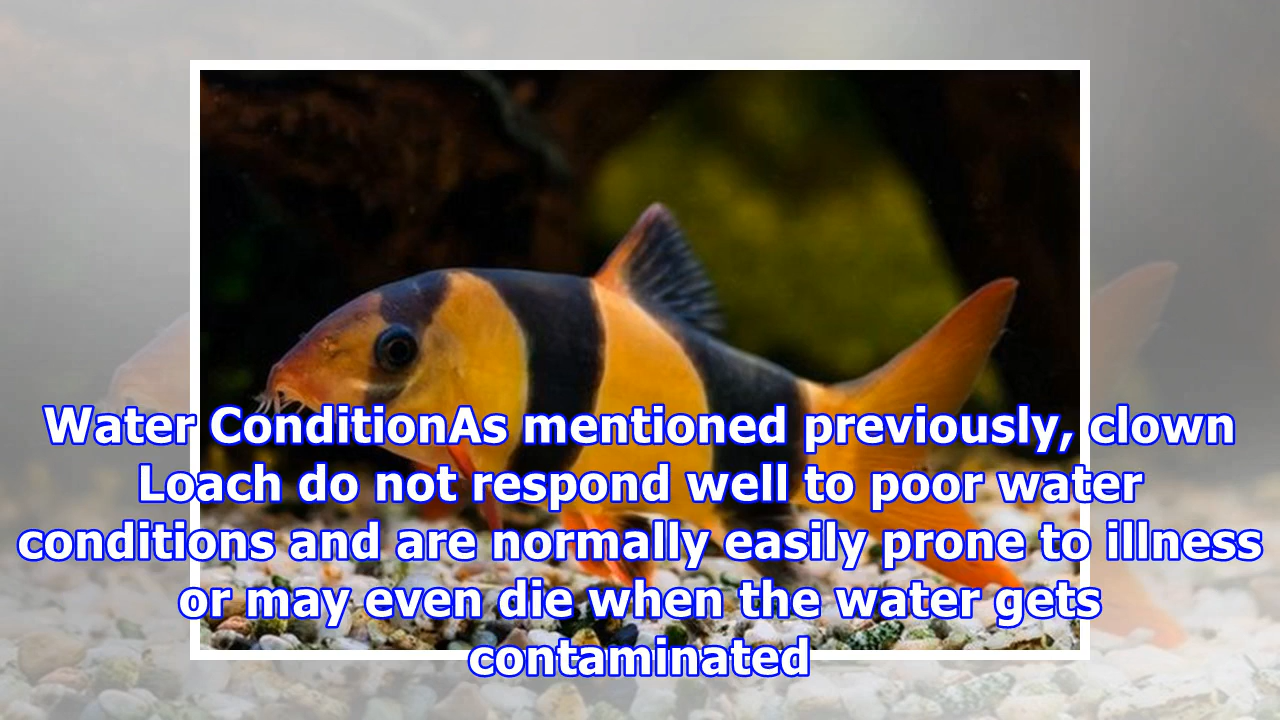 Water ConditionAs mentioned previously, clown
Loach do not respond well to poor water
conditions and are normally easily prone to illness
or may even die when the water gets
contaminated